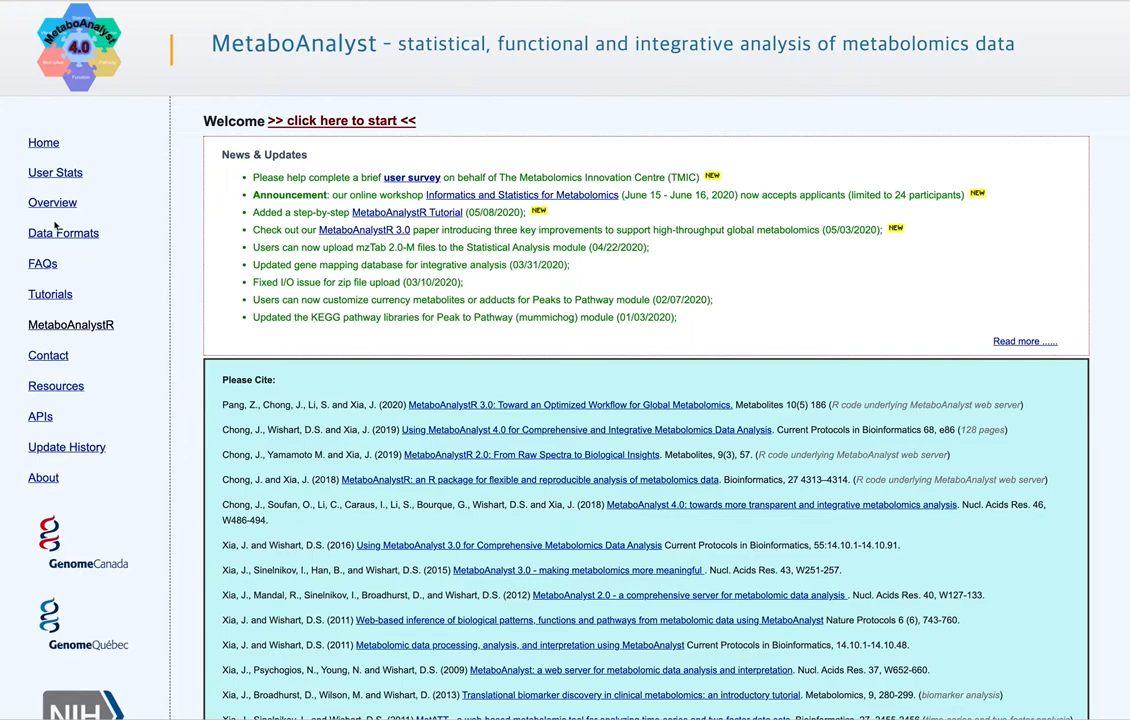 MetaboAnalyst
4.0
Function
MetaboAnalyst - statistical, functional and integrative analysis of metabolomics data
Home
User Stats
Overview
Data Formats
FAQs
Tutorials
MetaboAnalystR
Contact
Resources
APIs
Update History
About
GenomeCanada
GenomeQuébec
NIH
Welcome >> click here to start <<
News & Updates
• Please help complete a brief user survey on behalf of The Metabolomics Innovation Centre (TMIC) NEW
• Announcement: our online workshop Informatics and Statistics for Metabolomics (June 15 - June 16, 2020) now accepts applicants (limited to 24 participants) NEW
• Added a step-by-step MetaboAnalystR Tutorial (05/08/2020); NEW
• Check out our MetaboAnalystR 3.0 paper introducing three key improvements to support high-throughput global metabolomics (05/03/2020); NEW
• Users can now upload mzTab 2.0-M files to the Statistical Analysis module (04/22/2020);
• Updated gene mapping database for integrative analysis (03/31/2020);
• Fixed I/O issue for zip file upload (03/10/2020);
• Users can now customize currency metabolites or adducts for Peaks to Pathway module (02/07/2020);
• Updated the KEGG pathway libraries for Peak to Pathway (mummichog) module (01/03/2020);
Read more ......
Please Cite:
Pang, Z., Chong, J., Li, S. and Xia, J. (2020) MetaboAnalystR 3.0: Toward an Optimized Workflow for Global Metabolomics. Metabolites 10(5) 186 (R code underlying MetaboAnalyst web server)
Chong, J., Wishart, D.S. and Xia, J. (2019) Using MetaboAnalyst 4.0 for Comprehensive and Integrative Metabolomics Data Analysis. Current Protocols in Bioinformatics 68, e86 (128 pages)
Chong, J., Yamamoto M. and Xia, J. (2019) MetaboAnalystR 2.0: From Raw Spectra to Biological Insights. Metabolites, 9(3), 57. (R code underlying MetaboAnalyst web server)
Chong, J. and Xia, J. (2018) MetaboAnalystR: an R package for flexible and reproducible analysis of metabolomics data. Bioinformatics, 27 4313–4314. (R code underlying MetaboAnalyst web server)
Chong, J., Soufan, O., Li, C., Caraus, I., Li, S., Bourque, G., Wishart, D.S. and Xia, J. (2018) MetaboAnalyst 4.0: towards more transparent and integrative metabolomics analysis. Nucl. Acids Res. 46,
W486-494.
Xia, J. and Wishart, D.S. (2016) Using MetaboAnalyst 3.0 for Comprehensive Metabolomics Data Analysis Current Protocols in Bioinformatics, 55:14.10.1-14.10.91.
Xia, J., Sinelnikov, I., Han, B., and Wishart, D.S. (2015) MetaboAnalyst 3.0 - making metabolomics more meaningful . Nucl. Acids Res. 43, W251-257.
Xia, J., Mandal, R., Sinelnikov, I., Broadhurst, D., and Wishart, D.S. (2012) MetaboAnalyst 2.0 - a comprehensive server for metabolomic data analysis . Nucl. Acids Res. 40, W127-133.
Xia, J. and Wishart, D.S. (2011) Web-based inference of biological patterns, functions and pathways from metabolomic data using MetaboAnalyst Nature Protocols 6 (6), 743-760.
Xia, J. and Wishart, D.S. (2011) Metabolomic data processing, analysis, and interpretation using MetaboAnalyst Current Protocols in Bioinformatics, 14.10.1-14.10.48.
Xia, J., Psychogios, N., Young, N. and Wishart, D.S. (2009) MetaboAnalyst: a web server for metabolomic data analysis and interpretation. Nucl. Acids Res. 37, W652-660.
Xia, J., Broadhurst, D., Wilson, M. and Wishart, D. (2013) Translational biomarker discovery in clinical metabolomics: an introductory tutorial. Metabolomics, 9, 280-299. (biomarker analysis)